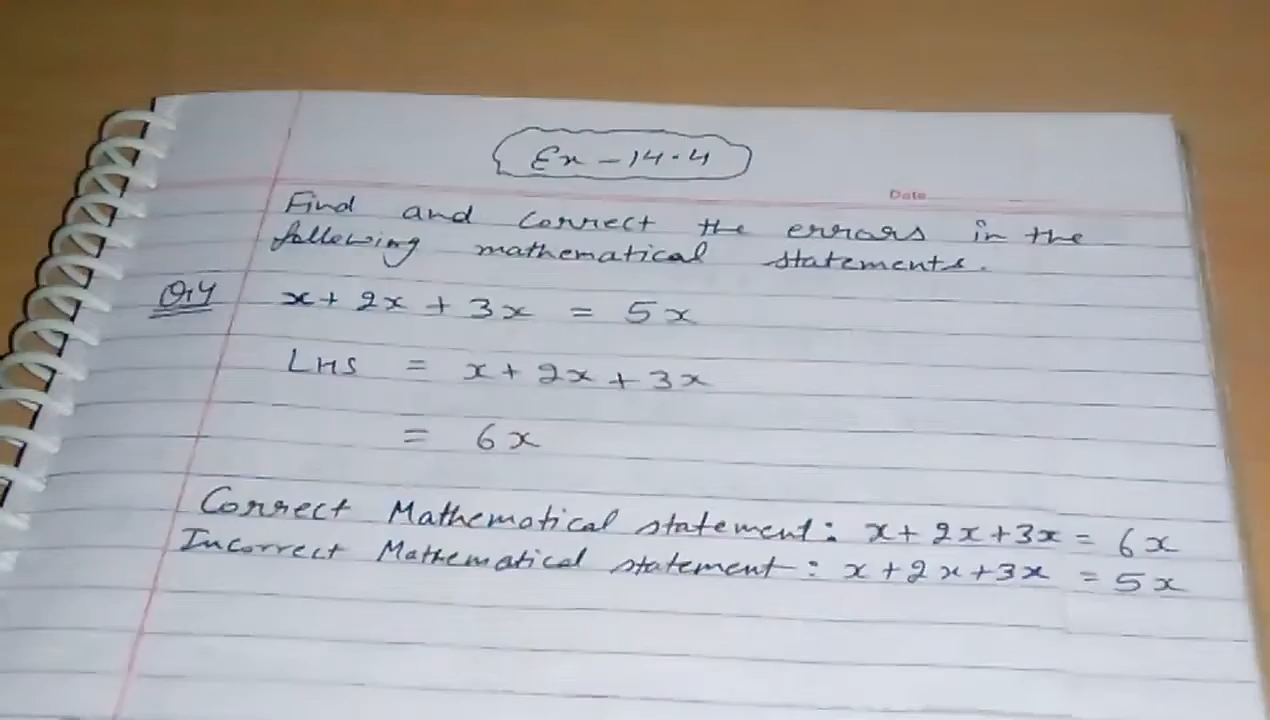 Ex - 14.4
Date
Find and correct the errors in the
following mathematical statements.
Q.4 x + 2x + 3x = 5x
LHS = x + 2x + 3x
= 6x
Correct Mathematical statement: x + 2x + 3x = 6x
Incorrect Mathematical statement: x + 2x + 3x = 5x